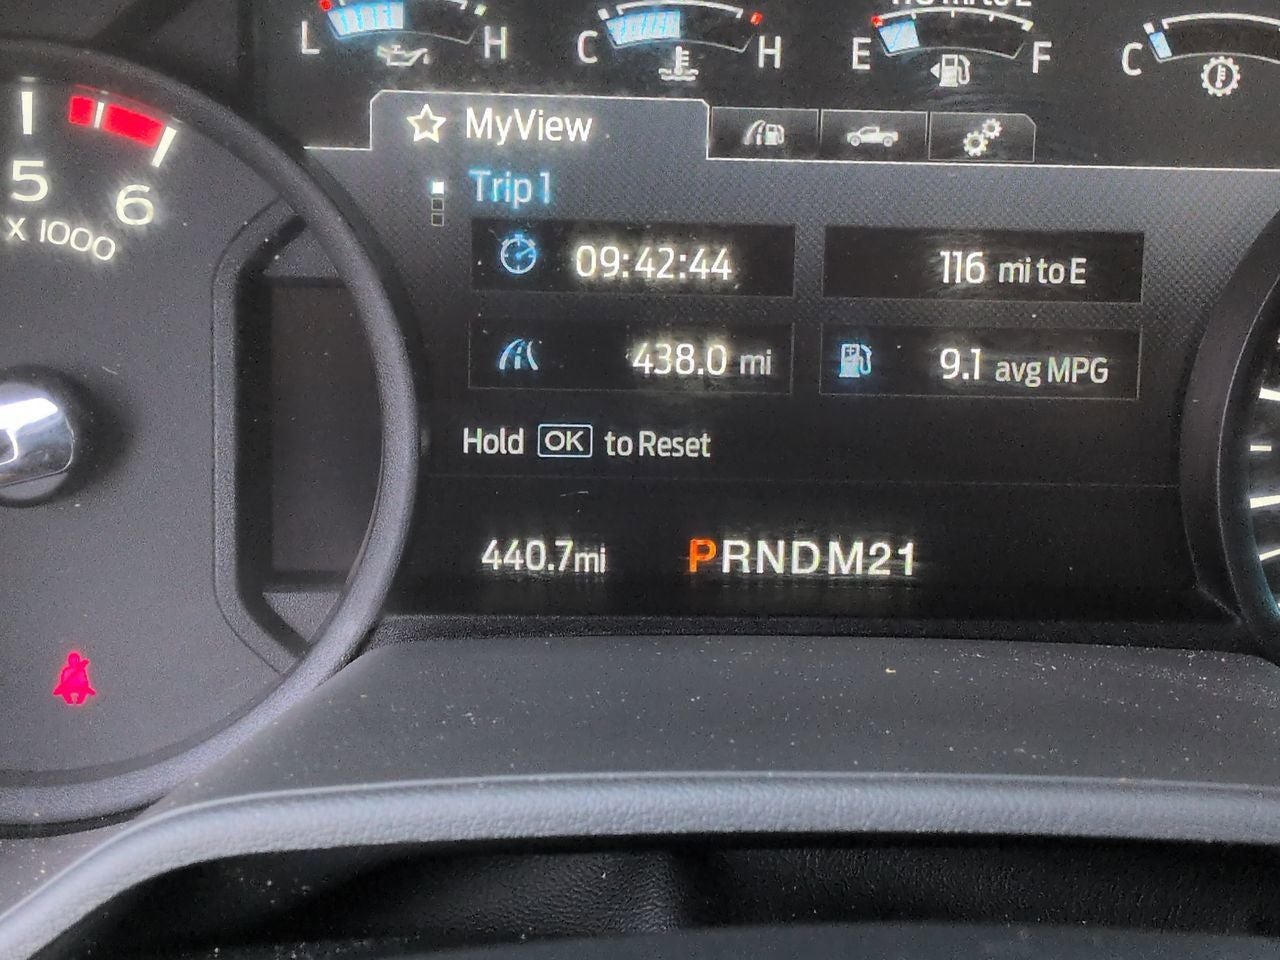 L H C H E F C
MyView
5 6
X 1000
Trip 1
09:42:44 116 mi to E
438.0 mi 9.1 avg MPG
Hold OK to Reset
440.7mi PRNDM21